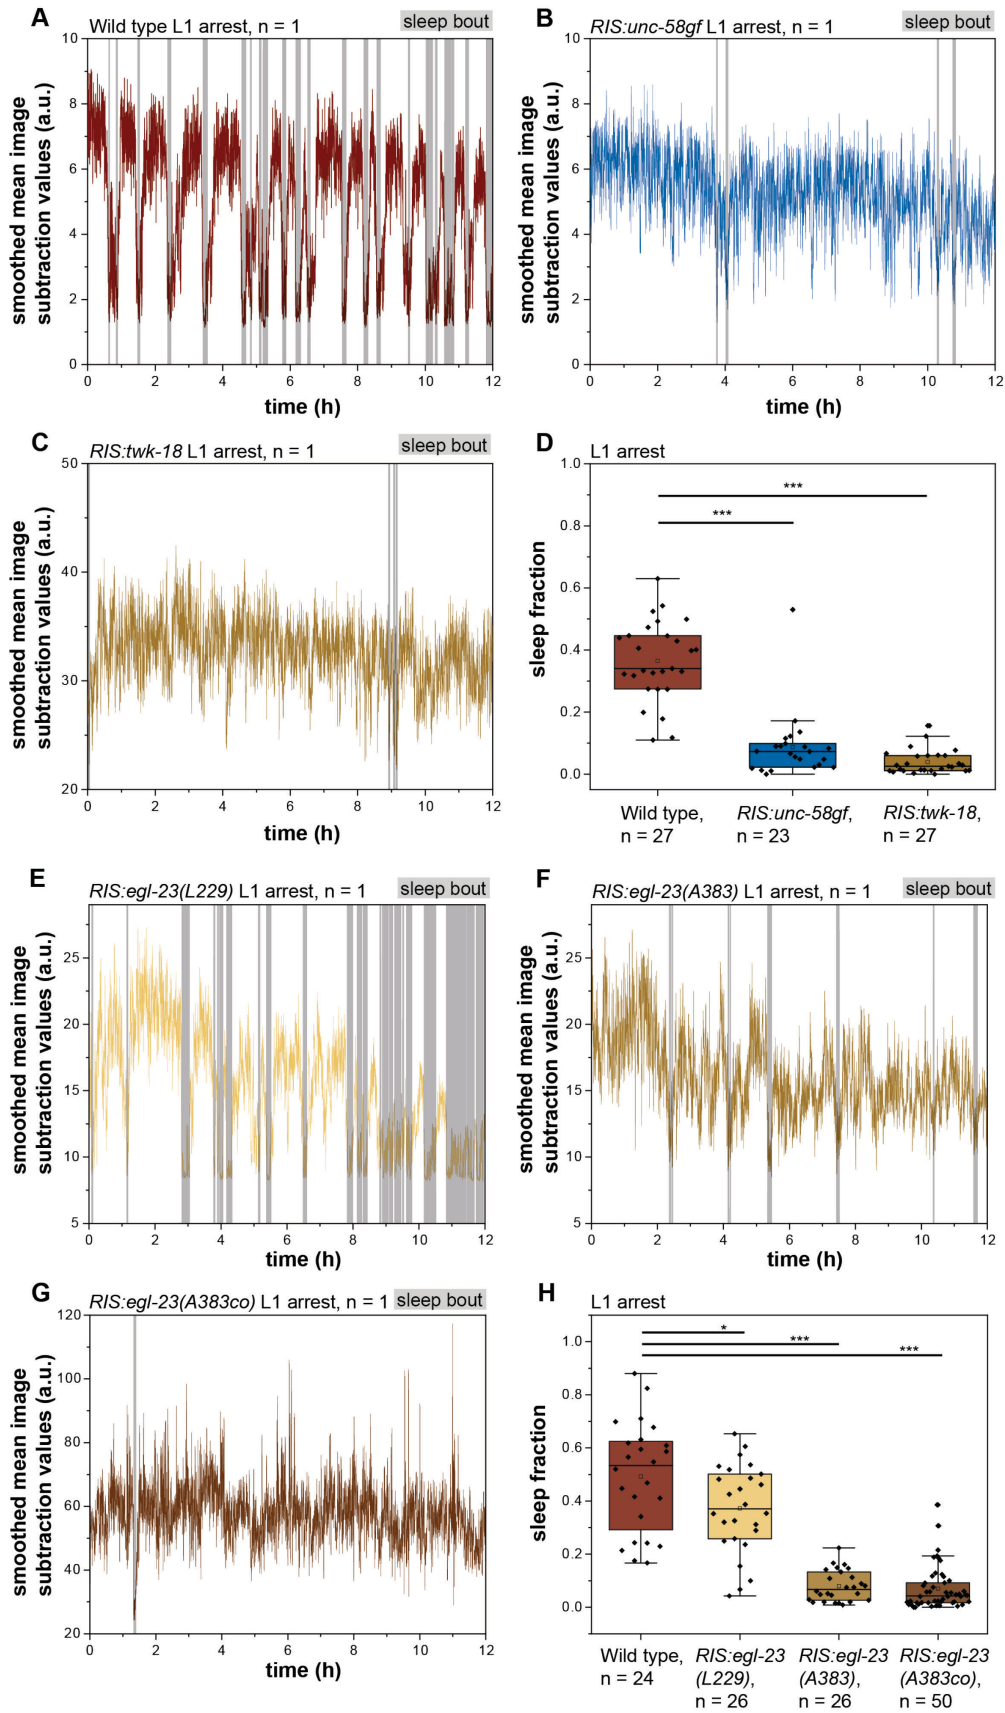 A
Wild type L1 arrest, n = 1
sleep bout
smoothed mean image
subtraction values (a.u.)
10
8
6
4
2
0
0 2 4 6 8 10 12
time (h)
B
RIS:unc-58gf L1 arrest, n = 1
sleep bout
smoothed mean image
subtraction values (a.u.)
10
8
6
4
2
0
0 2 4 6 8 10 12
time (h)
C
RIS:twk-18 L1 arrest, n = 1
sleep bout
smoothed mean image
subtraction values (a.u.)
50
40
30
20
0 2 4 6 8 10 12
time (h)
D
L1 arrest
sleep fraction
1.0
0.8
0.6
0.4
0.2
0.0
***
***
Wild type,
n = 27
RIS:unc-58gf,
n = 23
RIS:twk-18,
n = 27
E
RIS:egl-23(L229) L1 arrest, n = 1
sleep bout
smoothed mean image
subtraction values (a.u.)
25
20
15
10
5
0 2 4 6 8 10 12
time (h)
F
RIS:egl-23(A383) L1 arrest, n = 1
sleep bout
smoothed mean image
subtraction values (a.u.)
25
20
15
10
5
0 2 4 6 8 10 12
time (h)
G
RIS:egl-23(A383co) L1 arrest, n = 1
sleep bout
smoothed mean image
subtraction values (a.u.)
120
100
80
60
40
20
0 2 4 6 8 10 12
time (h)
H
L1 arrest
sleep fraction
1.0
0.8
0.6
0.4
0.2
0.0
*
***
***
Wild type,
n = 24
RIS:egl-23
(L229),
n = 26
RIS:egl-23
(A383),
n = 26
RIS:egl-23
(A383co),
n = 50